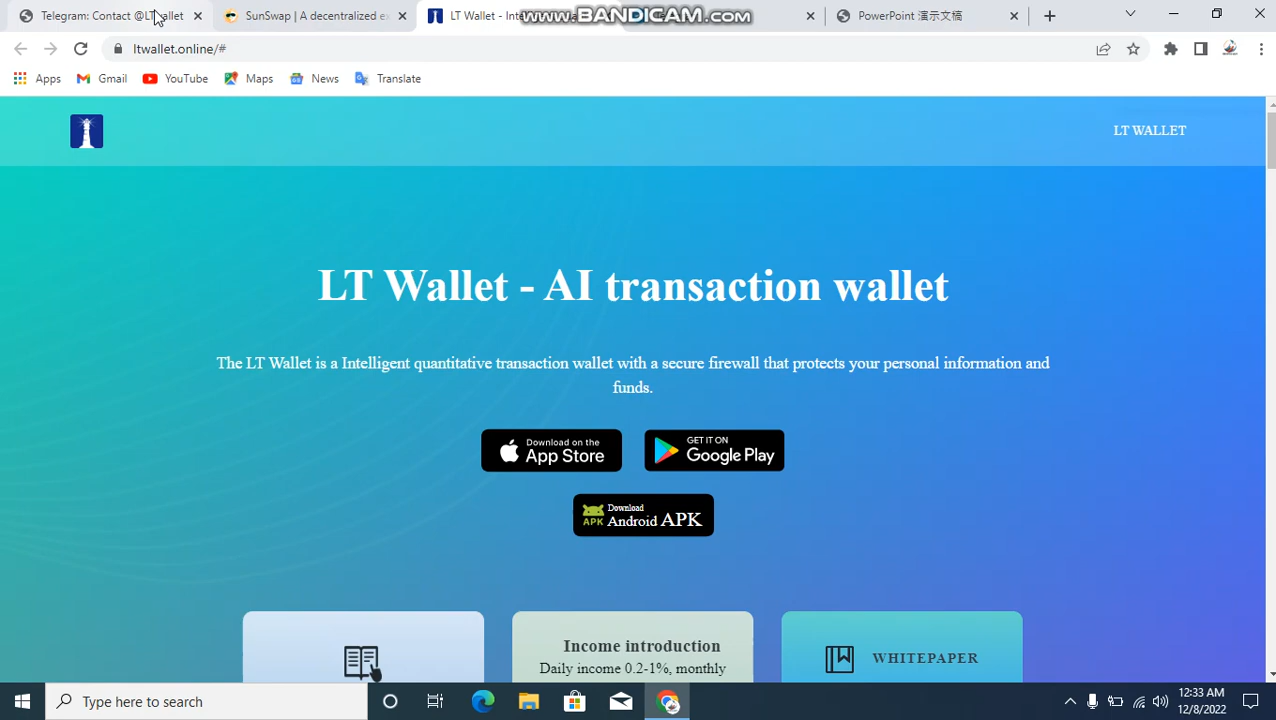 Telegram: Contact @LTwallet
SunSwap | A decentralized ex
LT Wallet - Inte
www.BANDICAM.com
PowerPoint 演示文稿
ltwallet.online/#
Apps
Gmail
YouTube
Maps
News
Translate
LT WALLET
LT Wallet - AI transaction wallet
The LT Wallet is a Intelligent quantitative transaction wallet with a secure firewall that protects your personal information and
funds.
Download on the
App Store
GET IT ON
Google Play
Download
APK Android APK
Income introduction
Daily income 0.2-1%, monthly
WHITEPAPER
Type here to search
12:33 AM
12/8/2022